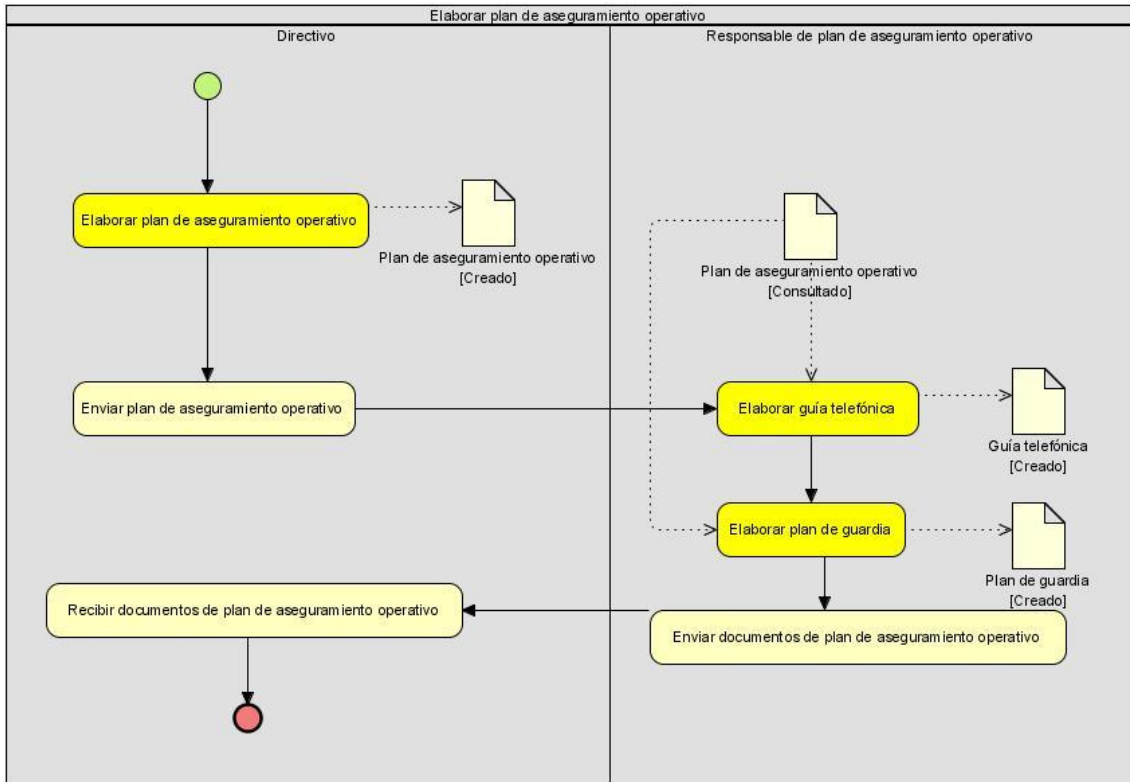 Elaborar plan de aseguramiento operativo
Directivo
Responsable de plan de aseguramiento operativo
Elaborar plan de aseguramiento operativo
Plan de aseguramiento operativo
[Creado]
Plan de aseguramiento operativo
[Consultado]
Enviar plan de aseguramiento operativo
Elaborar guía telefónica
Guía telefónica
[Creado]
Elaborar plan de guardia
Plan de guardia
[Creado]
Recibir documentos de plan de aseguramiento operativo
Enviar documentos de plan de aseguramiento operativo